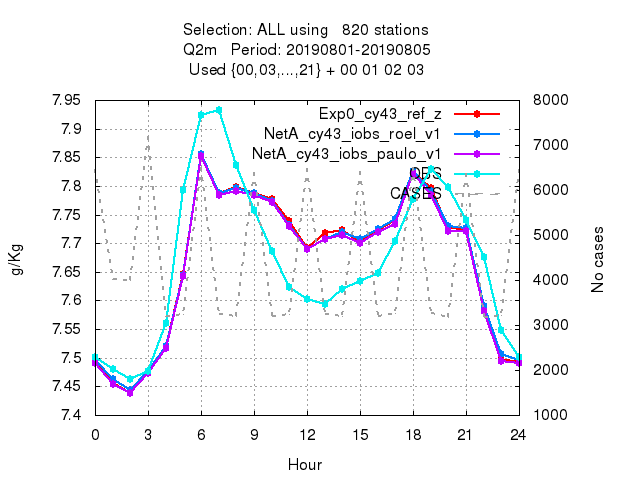 Selection: ALL using   820 stations
Q2m   Period: 20190801-20190805
Used {00,03,...,21} + 00 01 02 03
Exp0_cy43_ref_z
NetA_cy43_iobs_roel_v1
NetA_cy43_iobs_paulo_v1
OBS
CASES
7.95
7.9
7.85
7.8
7.75
7.7
7.65
7.6
7.55
7.5
7.45
7.4
g/Kg
8000
7000
6000
5000
4000
3000
2000
1000
No cases
0 3 6 9 12 15 18 21 24
Hour